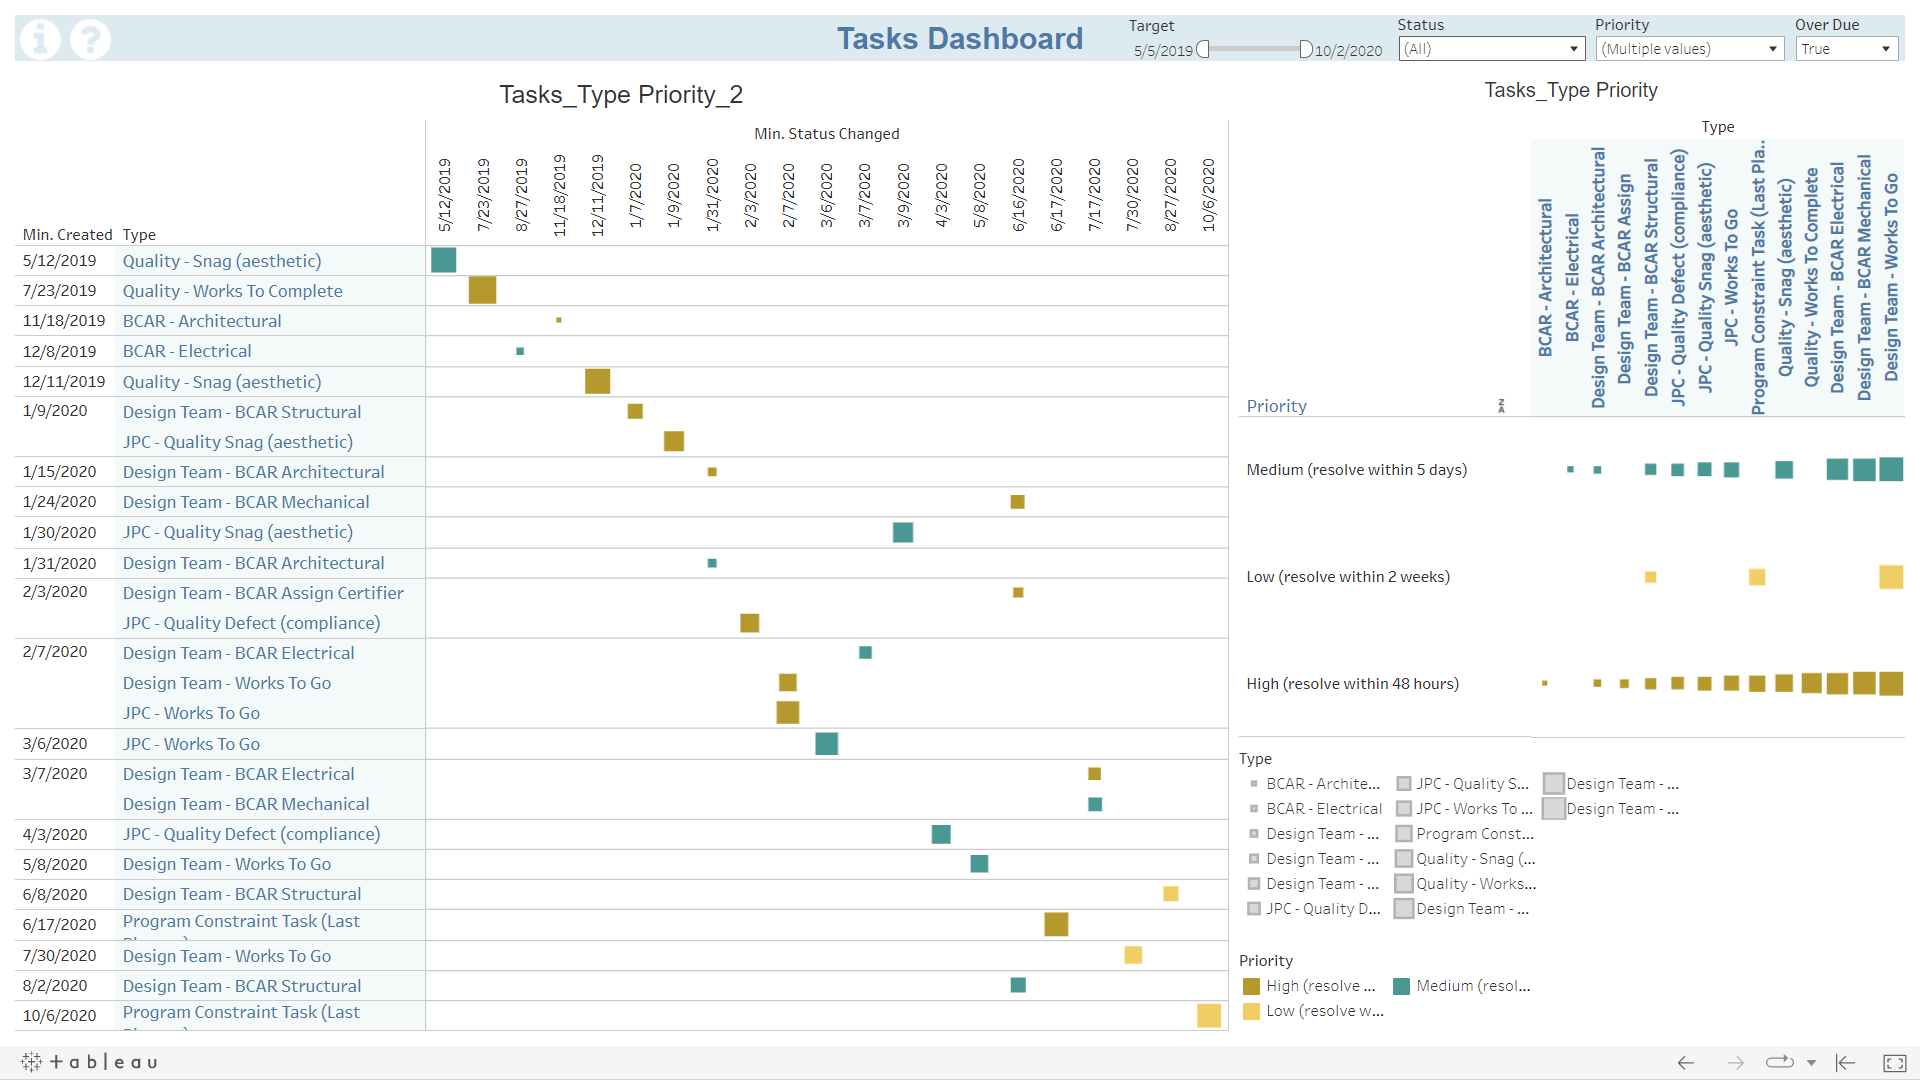 Tasks Dashboard
Target
5/5/2019
10/2/2020
Status
(All)
Priority
(Multiple values)
Over Due
True
Tasks_Type Priority_2
Min. Status Changed
Min. Created Type
5/12/2019
7/23/2019
8/27/2019
11/18/2019
12/11/2019
1/7/2020
1/9/2020
1/31/2020
2/3/2020
2/7/2020
3/6/2020
3/7/2020
3/9/2020
4/3/2020
5/8/2020
6/16/2020
6/17/2020
7/17/2020
7/30/2020
8/27/2020
10/6/2020
5/12/2019 Quality - Snag (aesthetic)
7/23/2019 Quality - Works To Complete
11/18/2019 BCAR - Architectural
12/8/2019 BCAR - Electrical
12/11/2019 Quality - Snag (aesthetic)
1/9/2020 Design Team - BCAR Structural
JPC - Quality Snag (aesthetic)
1/15/2020 Design Team - BCAR Architectural
1/24/2020 Design Team - BCAR Mechanical
1/30/2020 JPC - Quality Snag (aesthetic)
1/31/2020 Design Team - BCAR Architectural
2/3/2020 Design Team - BCAR Assign Certifier
JPC - Quality Defect (compliance)
2/7/2020 Design Team - BCAR Electrical
Design Team - Works To Go
JPC - Works To Go
3/6/2020 JPC - Works To Go
3/7/2020 Design Team - BCAR Electrical
Design Team - BCAR Mechanical
4/3/2020 JPC - Quality Defect (compliance)
5/8/2020 Design Team - Works To Go
6/8/2020 Design Team - BCAR Structural
6/17/2020 Program Constraint Task (Last
7/30/2020 Design Team - Works To Go
8/2/2020 Design Team - BCAR Structural
10/6/2020 Program Constraint Task (Last
Tasks_Type Priority
Type
Priority
BCAR - Architectural
BCAR - Electrical
Design Team - BCAR Architectural
Design Team - BCAR Assign
Design Team - BCAR Structural
JPC - Quality Defect (compliance)
JPC - Quality Snag (aesthetic)
JPC - Works To Go
Program Constraint Task (Last Pla..
Quality - Snag (aesthetic)
Quality - Works To Complete
Design Team - BCAR Electrical
Design Team - BCAR Mechanical
Design Team - Works To Go
Medium (resolve within 5 days)
Low (resolve within 2 weeks)
High (resolve within 48 hours)
Type
BCAR - Archite...
BCAR - Electrical
Design Team - ...
Design Team - ...
Design Team - ...
JPC - Quality D...
JPC - Quality S...
JPC - Works To ...
Program Const...
Quality - Snag (...
Quality - Works...
Design Team - ...
Design Team - ...
Design Team - ...
Priority
High (resolve ...
Low (resolve w...
Medium (resol...
+ableau